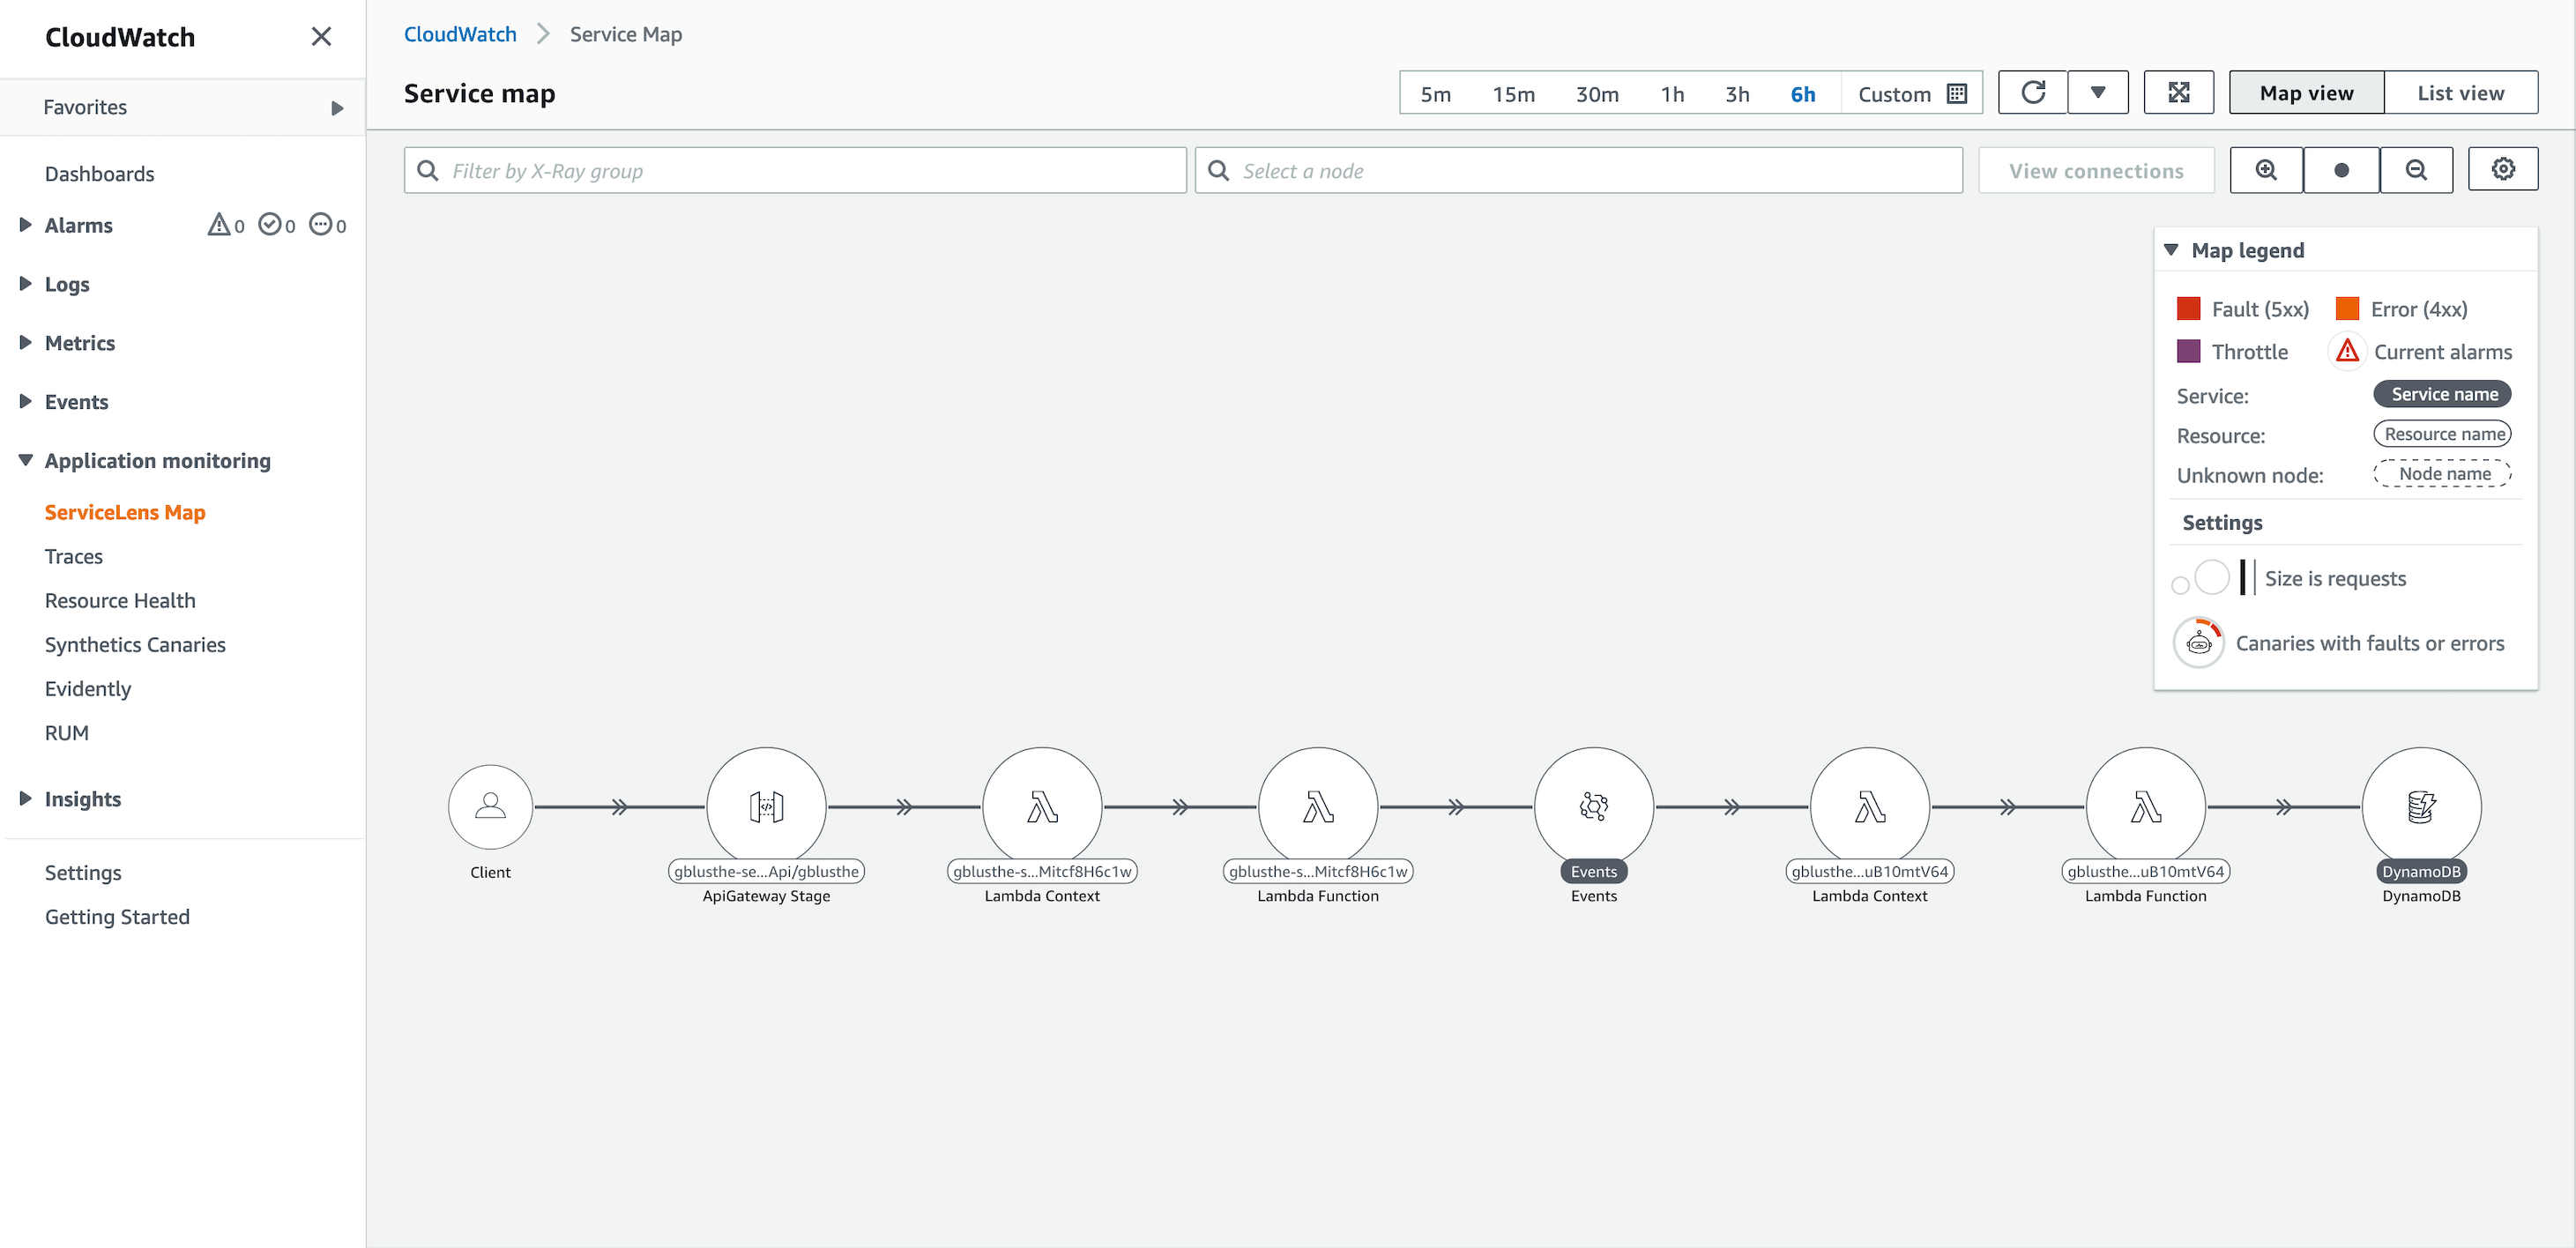 CloudWatch
Favorites
Dashboards
Alarms 0 0 0
Logs
Metrics
Events
Application monitoring
ServiceLens Map
Traces
Resource Health
Synthetics Canaries
Evidently
RUM
Insights
Settings
Getting Started
CloudWatch Service Map
Service map
5m 15m 30m 1h 3h 6h Custom
Map view List view
Filter by X-Ray group
Select a node
View connections
Map legend
Fault (5xx) Error (4xx)
Throttle Current alarms
Service: Service name
Resource: Resource name
Unknown node: Node name
Settings
Size is requests
Canaries with faults or errors
Client
gblusthe-se...Api/gblusthe
ApiGateway Stage
gblusthe-s...Mitcf8H6c1w
Lambda Context
gblusthe-s...Mitcf8H6c1w
Lambda Function
Events
Events
gblusthe...uB10mtV64
Lambda Context
gblusthe...uB10mtV64
Lambda Function
DynamoDB
DynamoDB